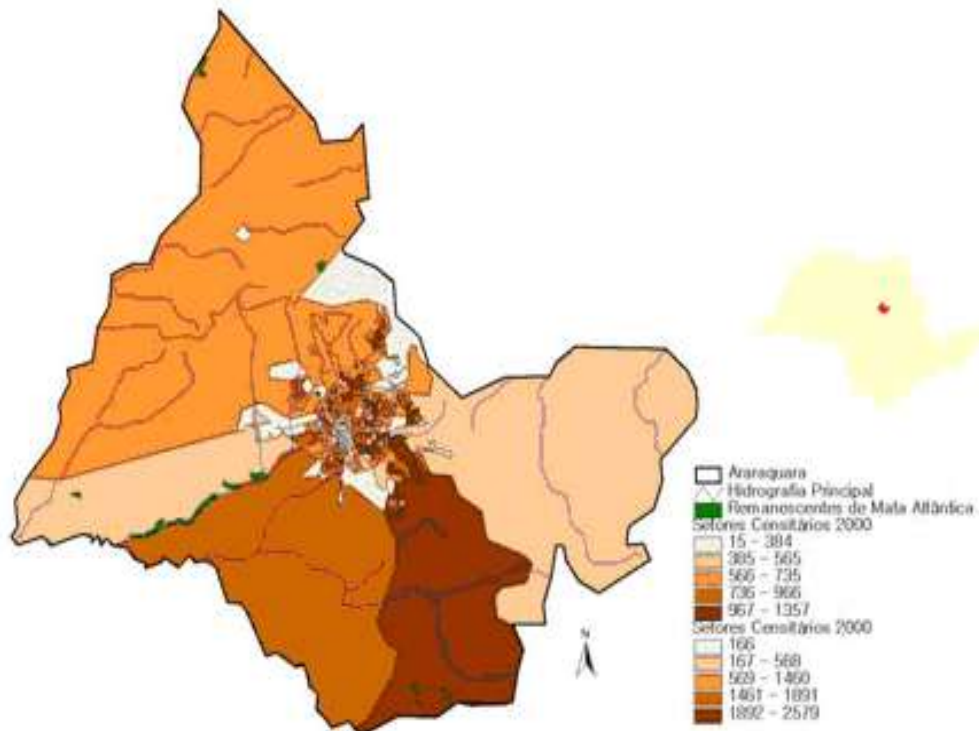 N
Araraquara
Hidrografia Principal
Remanescentes de Mata Atlântica
Setores Censitários 2000
15 - 384
385 - 565
566 - 735
736 - 966
967 - 1357
Setores Censitários 2000
166
167 - 568
569 - 1460
1461 - 1891
1892 - 2579